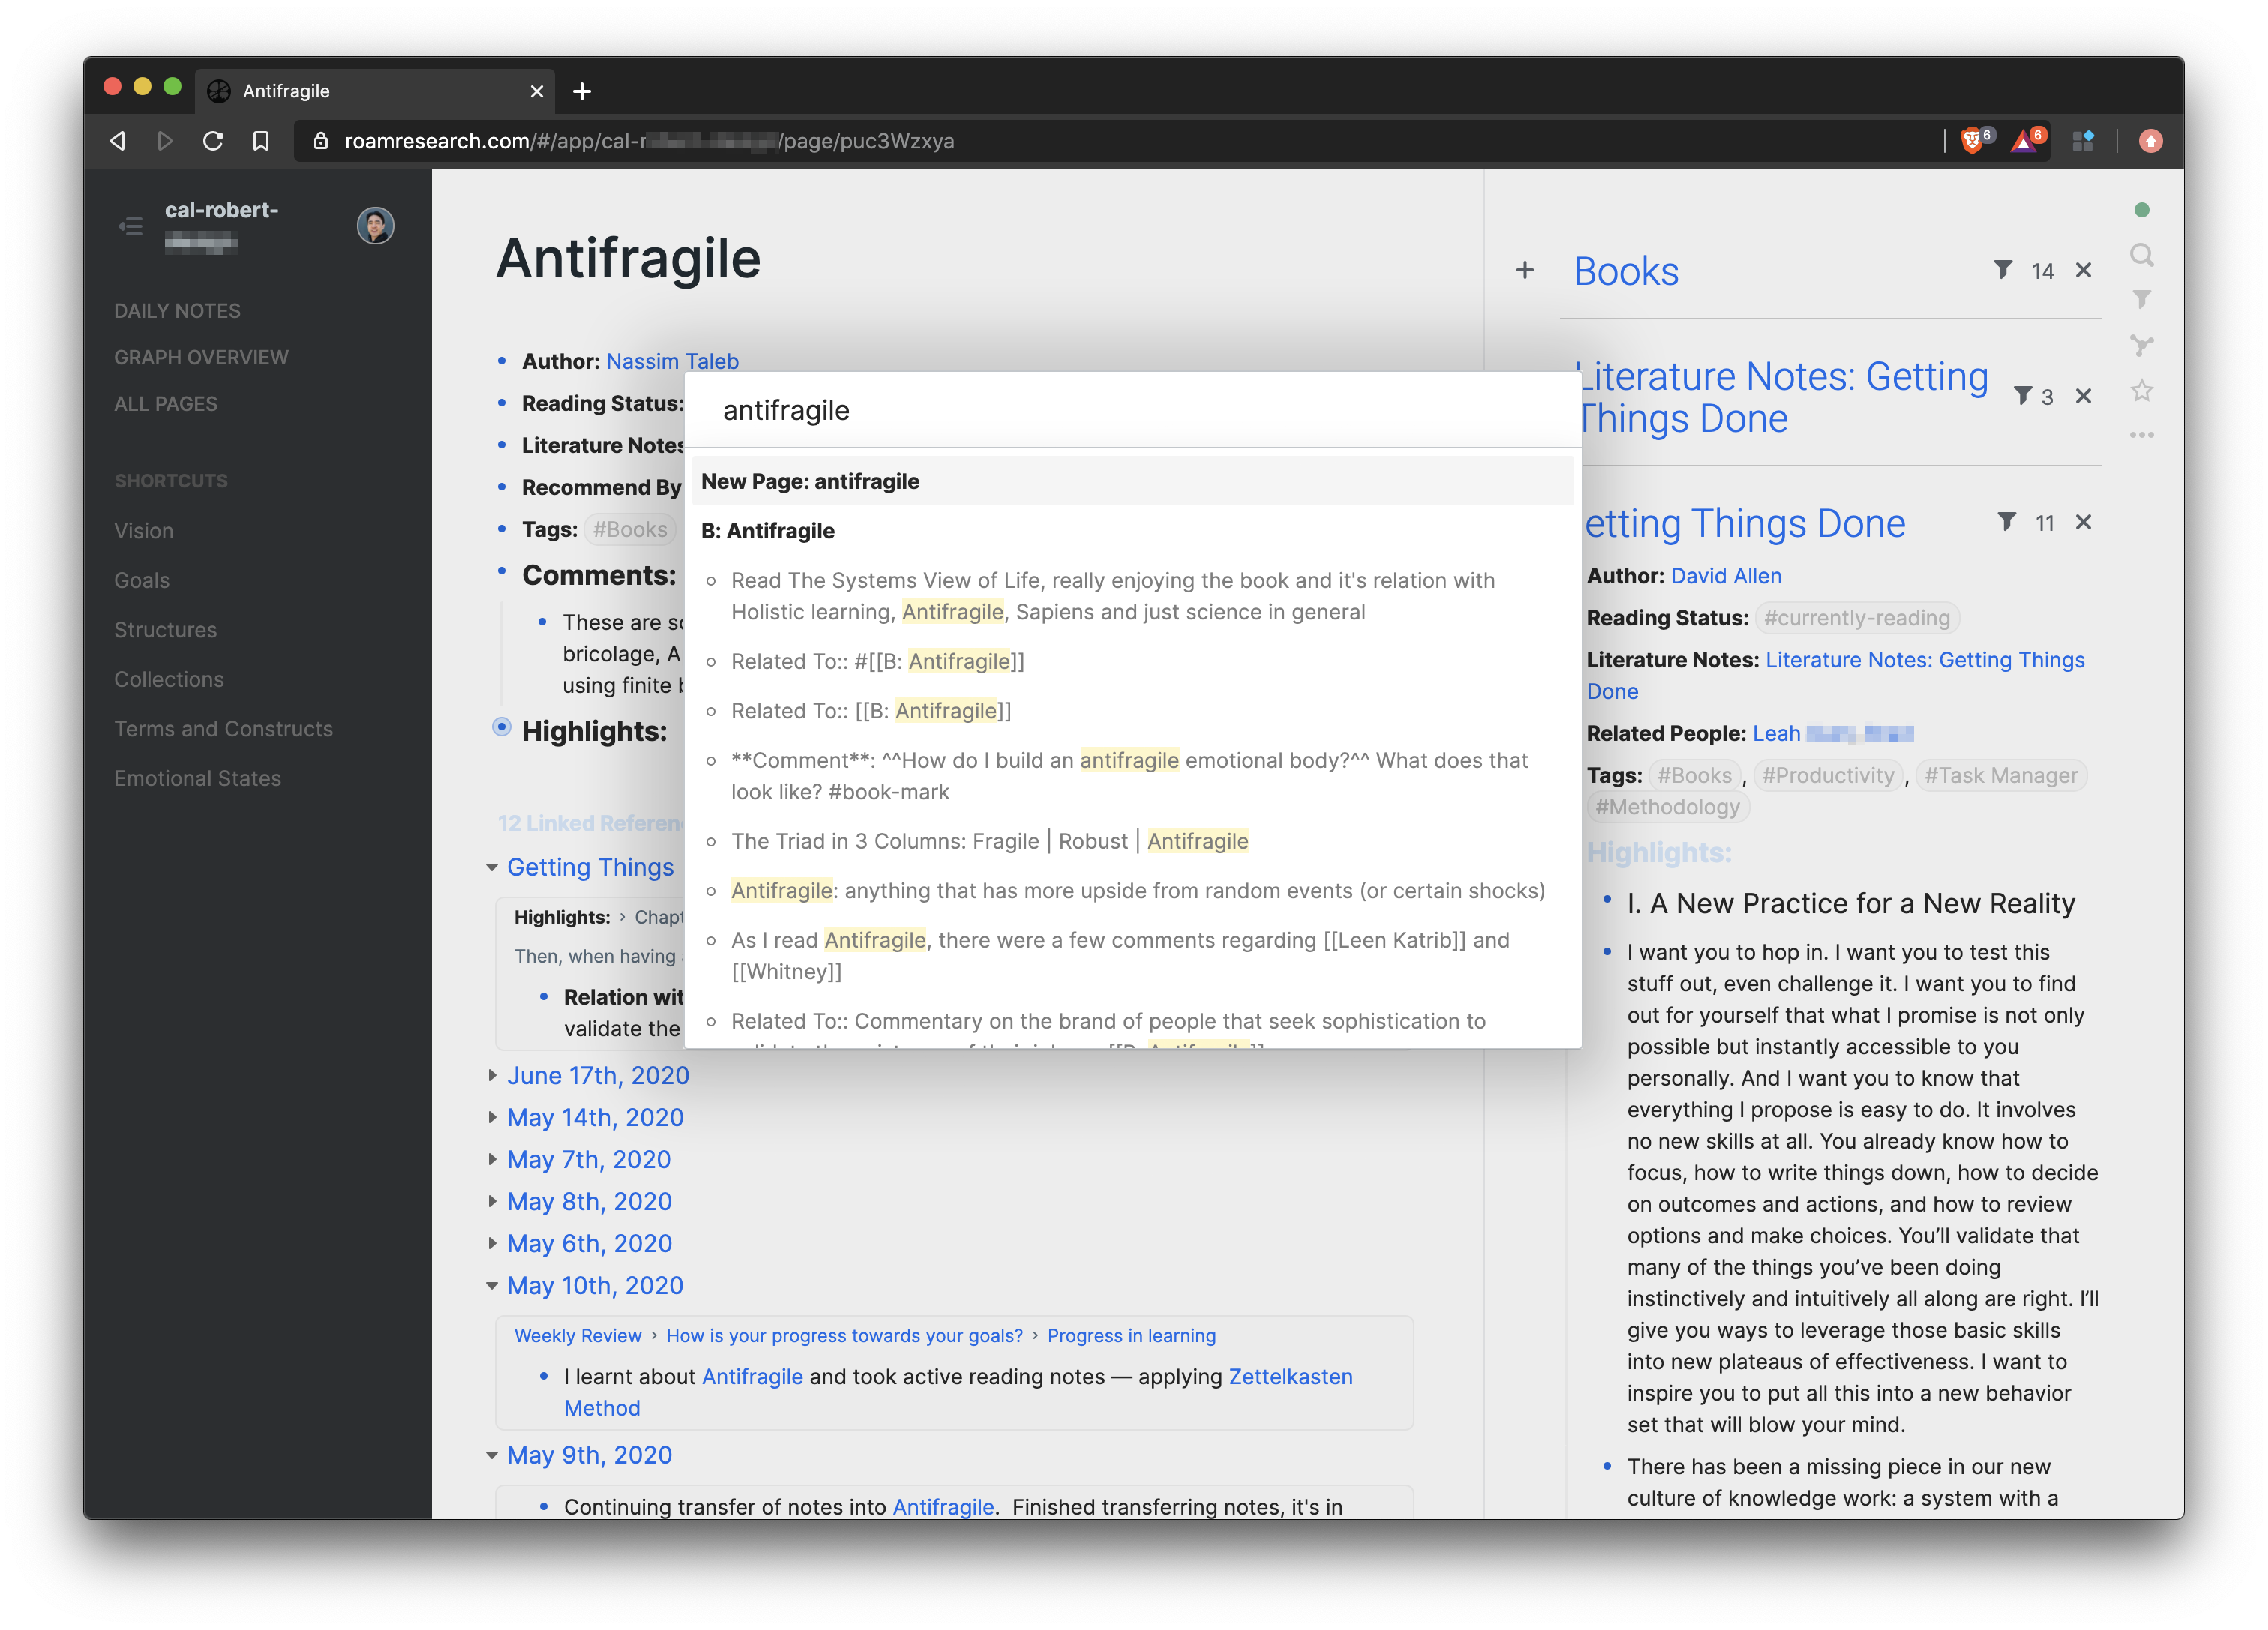 Antifragile
roamresearch.com/#/app/cal-r
/page/puc3Wzxya
6
6
cal-robert-
DAILY NOTES
GRAPH OVERVIEW
ALL PAGES
SHORTCUTS
Vision
Goals
Structures
Collections
Terms and Constructs
Emotional States
Antifragile
Author: Nassim Taleb
Reading Status:
Literature Notes
Recommend By
Tags: #Books
Comments:
These are
bricolage,
using finite
Highlights:
12 Linked
Getting Things
Highlights: ›
Then, when having
Relation
validate the
June 17th, 2020
May 14th, 2020
May 7th, 2020
May 8th, 2020
May 6th, 2020
May 10th, 2020
Weekly Review › How is your progress towards your goals? › Progress in learning
I learnt about Antifragile and took active reading notes — applying Zettelkasten
Method
May 9th, 2020
Continuing transfer of notes into Antifragile.  Finished transferring notes, it's in
antifragile
New Page: antifragile
B: Antifragile
Read The Systems View of Life, really enjoying the book and it's relation with
Holistic learning, Antifragile, Sapiens and just science in general
Related To:: #[[B: Antifragile]]
Related To:: [[B: Antifragile]]
**Comment**: ^^How do I build an antifragile emotional body?^^ What does that
look like? #book-mark
The Triad in 3 Columns: Fragile | Robust | Antifragile
Antifragile: anything that has more upside from random events (or certain shocks)
As I read Antifragile, there were a few comments regarding [[Leen Katrib]] and
[[Whitney]]
Related To:: Commentary on the brand of people that seek sophistication to
Books
14
Literature Notes: Getting
Things Done
3
etting Things Done
11
Author: David Allen
Reading Status: #currently-reading
Literature Notes: Literature Notes: Getting Things
Done
Related People: Leah
Tags: #Books, #Productivity, #Task Manager
#Methodology
Highlights:
I. A New Practice for a New Reality
I want you to hop in. I want you to test this
stuff out, even challenge it. I want you to find
out for yourself that what I promise is not only
possible but instantly accessible to you
personally. And I want you to know that
everything I propose is easy to do. It involves
no new skills at all. You already know how to
focus, how to write things down, how to decide
on outcomes and actions, and how to review
options and make choices. You’ll validate that
many of the things you’ve been doing
instinctively and intuitively all along are right. I’ll
give you ways to leverage those basic skills
into new plateaus of effectiveness. I want to
inspire you to put all this into a new behavior
set that will blow your mind.
There has been a missing piece in our new
culture of knowledge work: a system with a